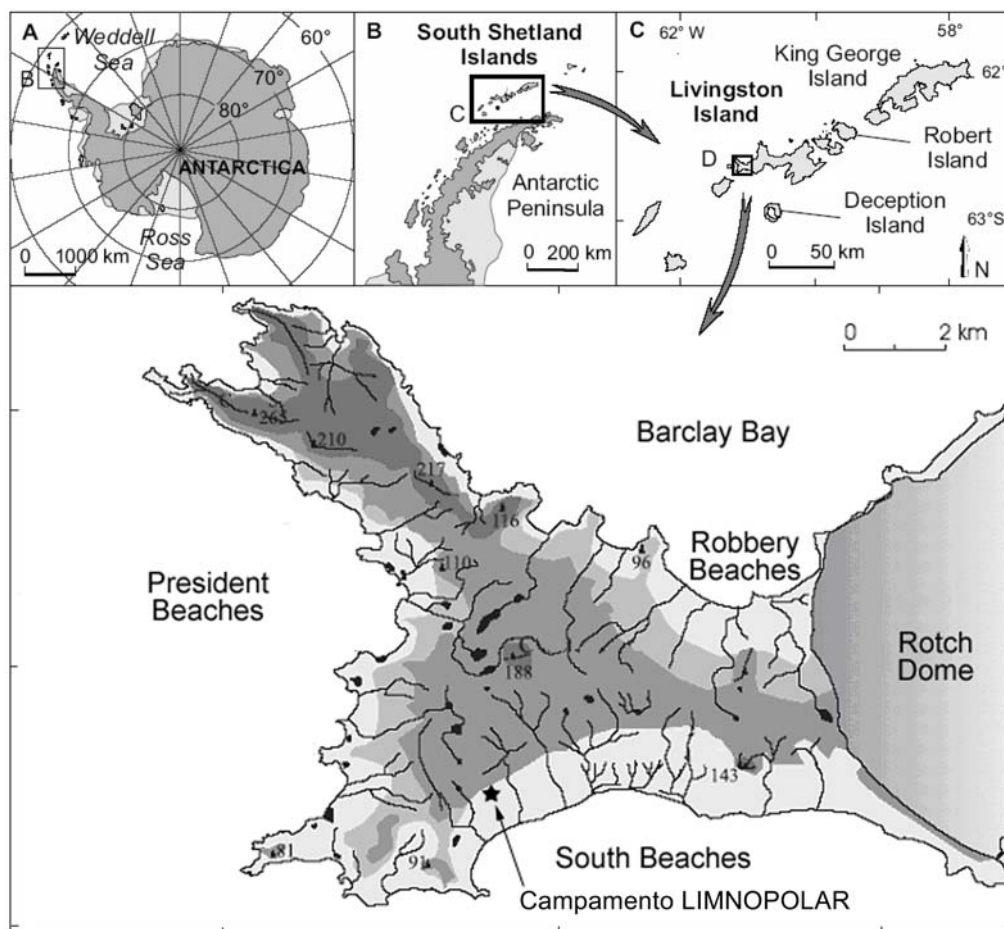 A
Weddell
Sea
60°
70°
80°
B
ANTARCTICA
Ross
Sea
0 1000 km
B
South Shetland
Islands
C
Antarctic
Peninsula
0 200 km
C
62° W
58°
King George
Island
62°
Livingston
Island
D
Robert
Island
Deception
Island
63°S
0 50 km
N
0 2 km
265
210
217
116
Barclay Bay
110
96
Robbery
Beaches
President
Beaches
Rotch
Dome
188
143
81
91
South Beaches
Campamento LIMNOPOLAR